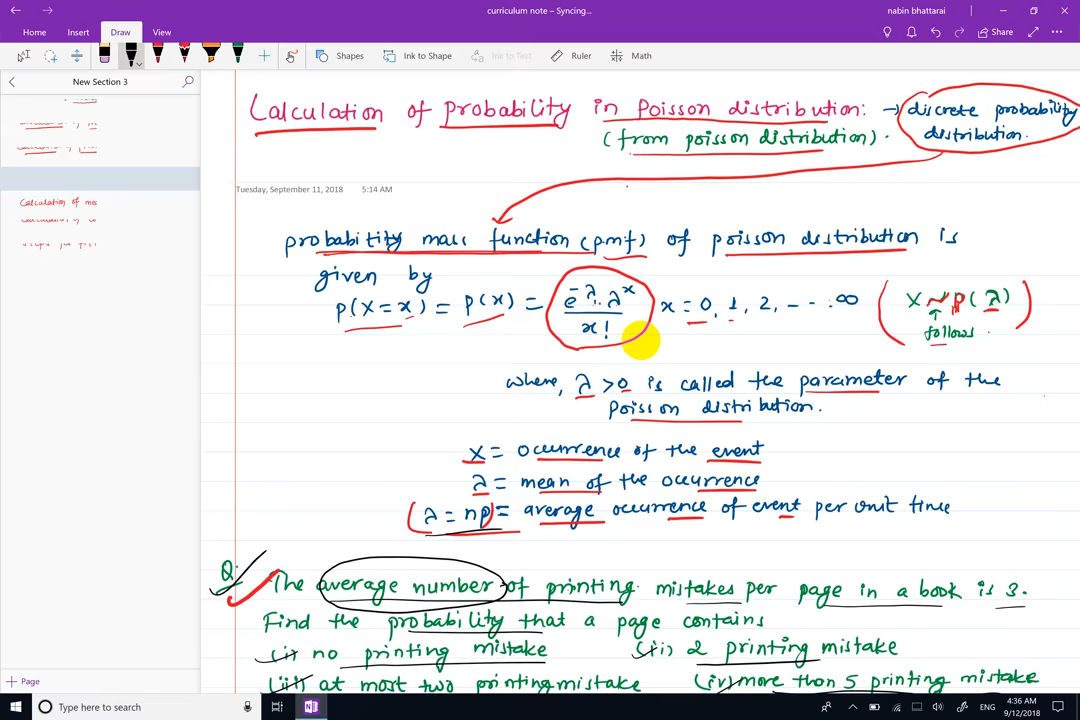 curriculum note - Syncing...
nabin bhattarai
Home Insert Draw View
Share
Shapes Ink to Shape Ink to Text Ruler Math
New Section 3
Calculation of probability in Poisson distribution: → discrete probability
distribution.
(from poisson distribution).
Tuesday, September 11, 2018 5:14 AM
probability mass function (p.m.f) of poisson distribution is
given by
p(X = x) = p(x) = e^-λ. λ^x / x! x = 0, 1, 2, - - - ∞ (X ~ P(λ)
↑
follows
where, λ > 0 is called the parameter of the
Poisson distribution.
X = occurrence of the event
λ = mean of the occurrence
(λ = np) = average occurrence of event per unit time
Q: The average number of printing mistakes per page in a book is 3.
Find the probability that a page contains
(i) no printing mistake (ii) 2 printing mistake
(iii) at most two printing mistake (iv) more than 5 printing mistake
+ Page
Type here to search
ENG
4:36 AM
9/12/2018